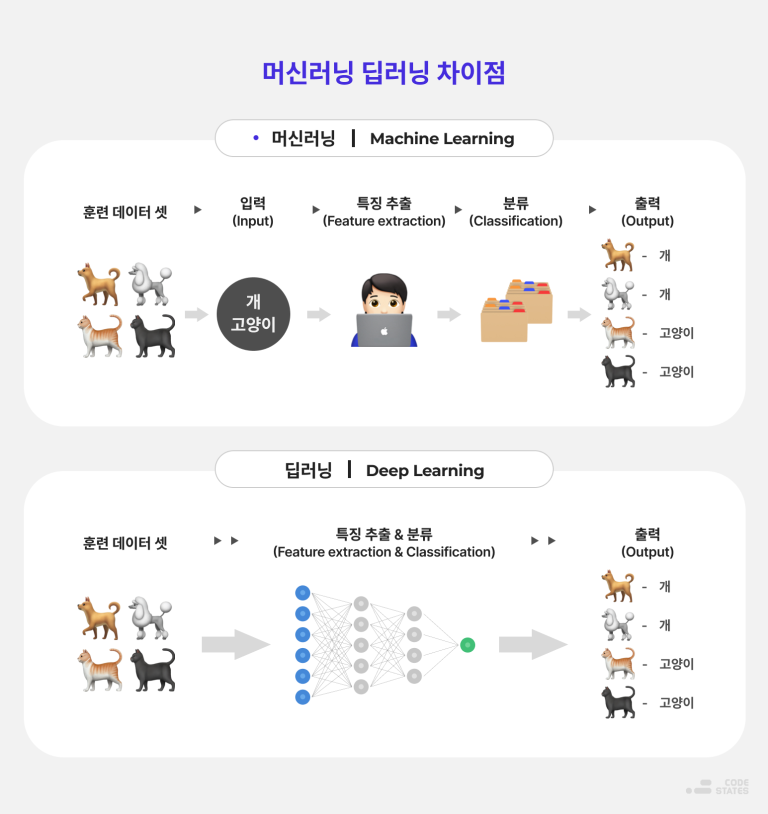 머신러닝 딥러닝 차이점
• 머신러닝 | Machine Learning
훈련 데이터 셋
입력
(Input)
특징 추출
(Feature extraction)
분류
(Classification)
출력
(Output)
개
고양이
- 개
- 개
- 고양이
- 고양이
딥러닝 | Deep Learning
훈련 데이터 셋
특징 추출 & 분류
(Feature extraction & Classification)
출력
(Output)
- 개
- 개
- 고양이
- 고양이
CODE
STATES